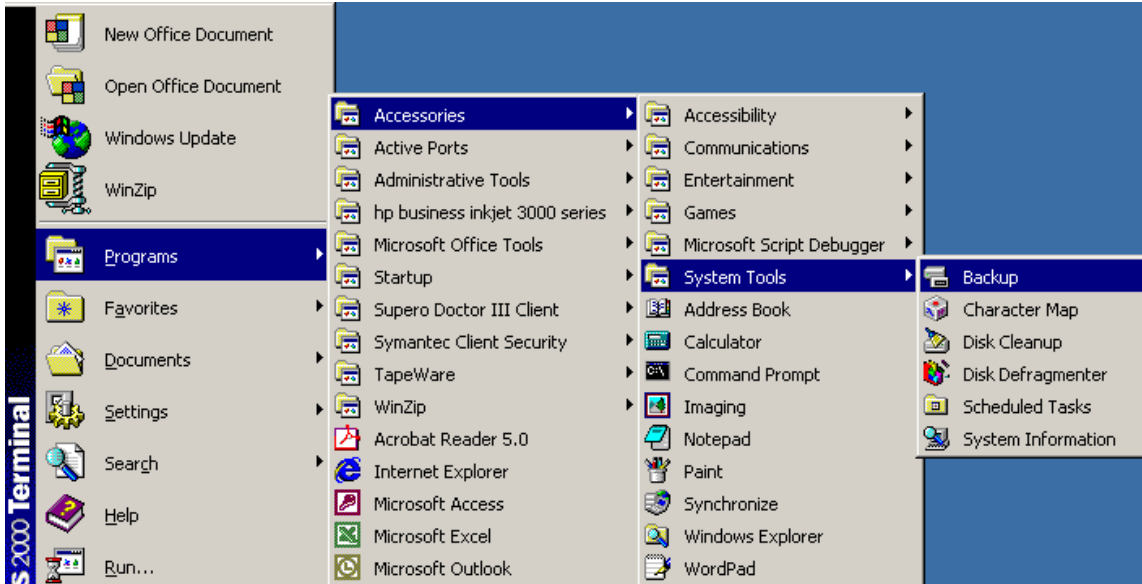 New Office Document
Open Office Document
Windows Update
WinZip
Programs
Favorites
Documents
Settings
Search
Help
Run...
s 2000 Terminal
Accessories
Active Ports
Administrative Tools
hp business inkjet 3000 series
Microsoft Office Tools
Startup
Supero Doctor III Client
Symantec Client Security
TapeWare
WinZip
Acrobat Reader 5.0
Internet Explorer
Microsoft Access
Microsoft Excel
Microsoft Outlook
Accessibility
Communications
Entertainment
Games
Microsoft Script Debugger
System Tools
Address Book
Calculator
Command Prompt
Imaging
Notepad
Paint
Synchronize
Windows Explorer
WordPad
Backup
Character Map
Disk Cleanup
Disk Defragmenter
Scheduled Tasks
System Information